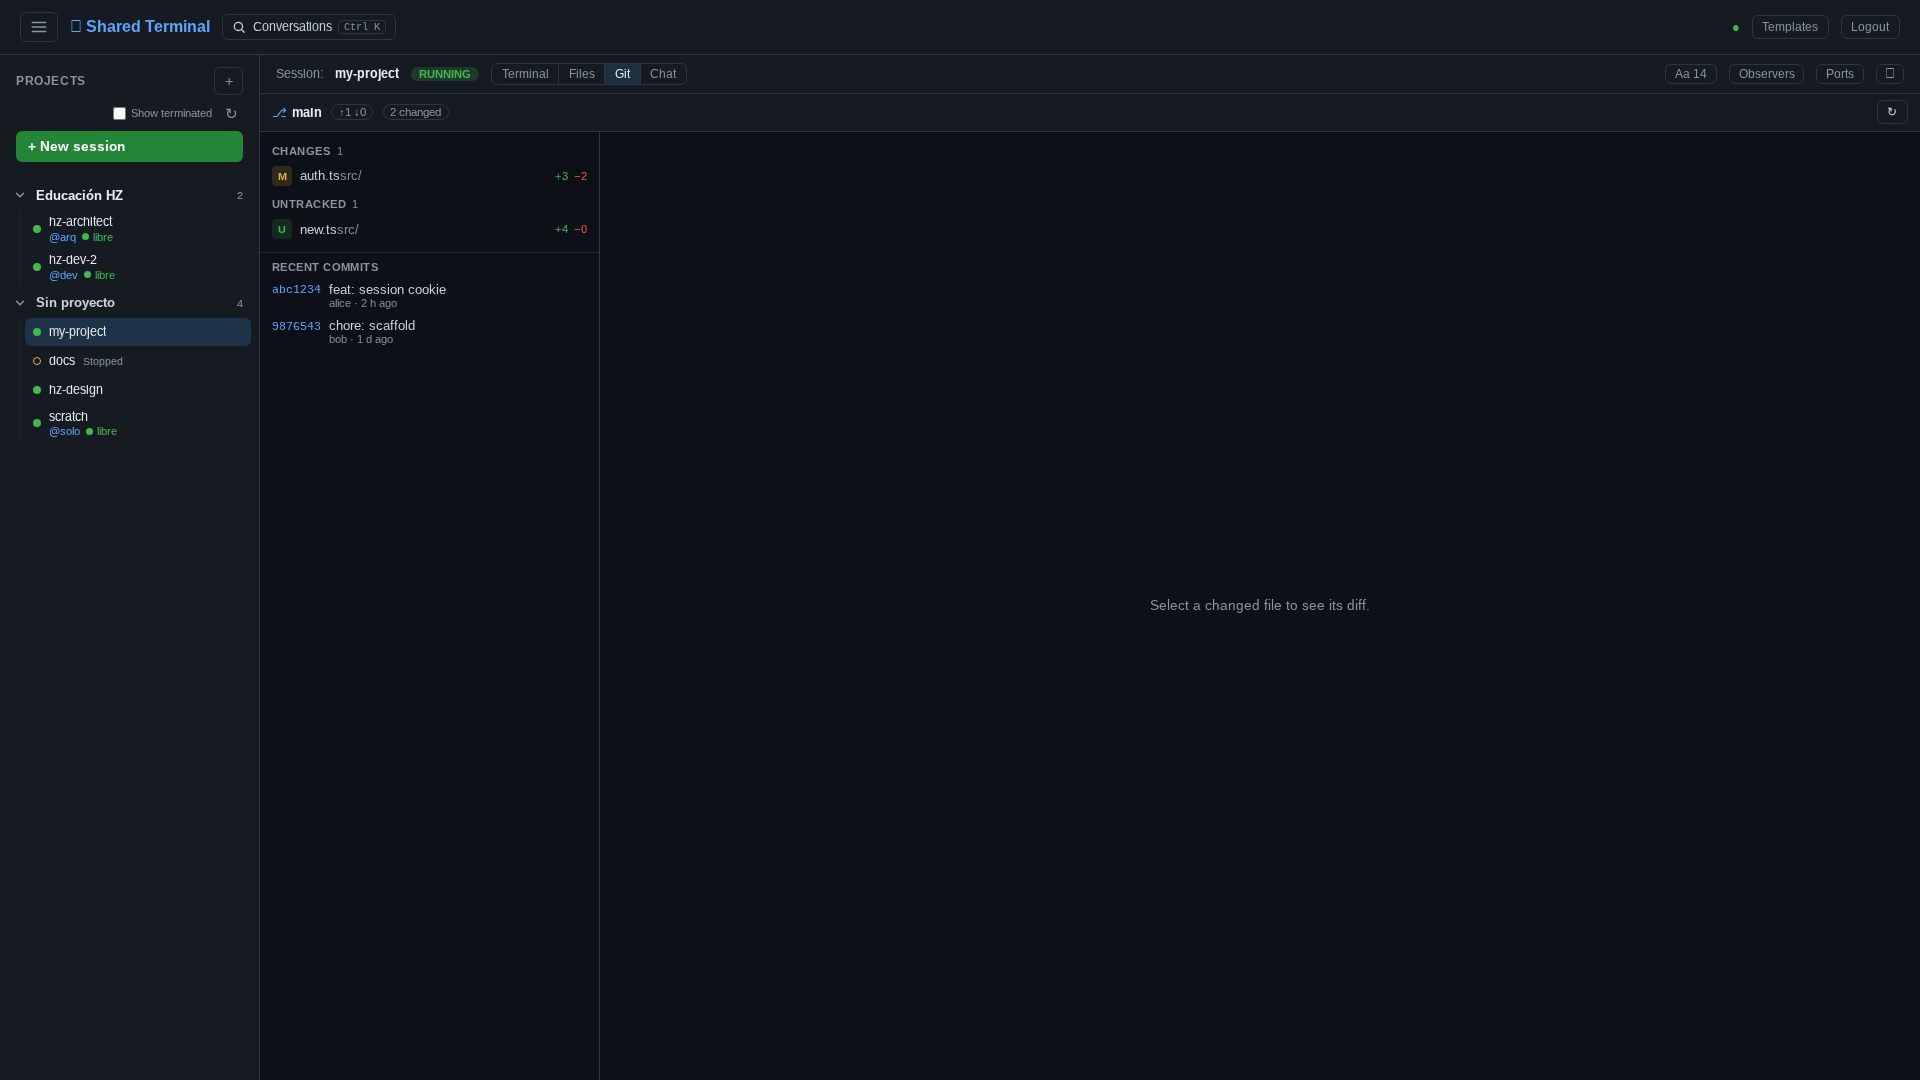 Shared Terminal
Conversations Ctrl K
Templates
Logout
PROJECTS
+
Show terminated ↻
+ New session
Educación HZ 2
hz-architect
@arq libre
hz-dev-2
@dev libre
Sin proyecto 4
my-project
docs Stopped
hz-design
scratch
@solo libre
Session: my-project RUNNING Terminal Files Git Chat
Aa 14 Observers Ports
⎇ main ↑1 ↓0 2 changed ↻
CHANGES 1
M auth.tssrc/ +3 −2
UNTRACKED 1
U new.tssrc/ +4 −0
RECENT COMMITS
abc1234 feat: session cookie
alice · 2 h ago
9876543 chore: scaffold
bob · 1 d ago
Select a changed file to see its diff.